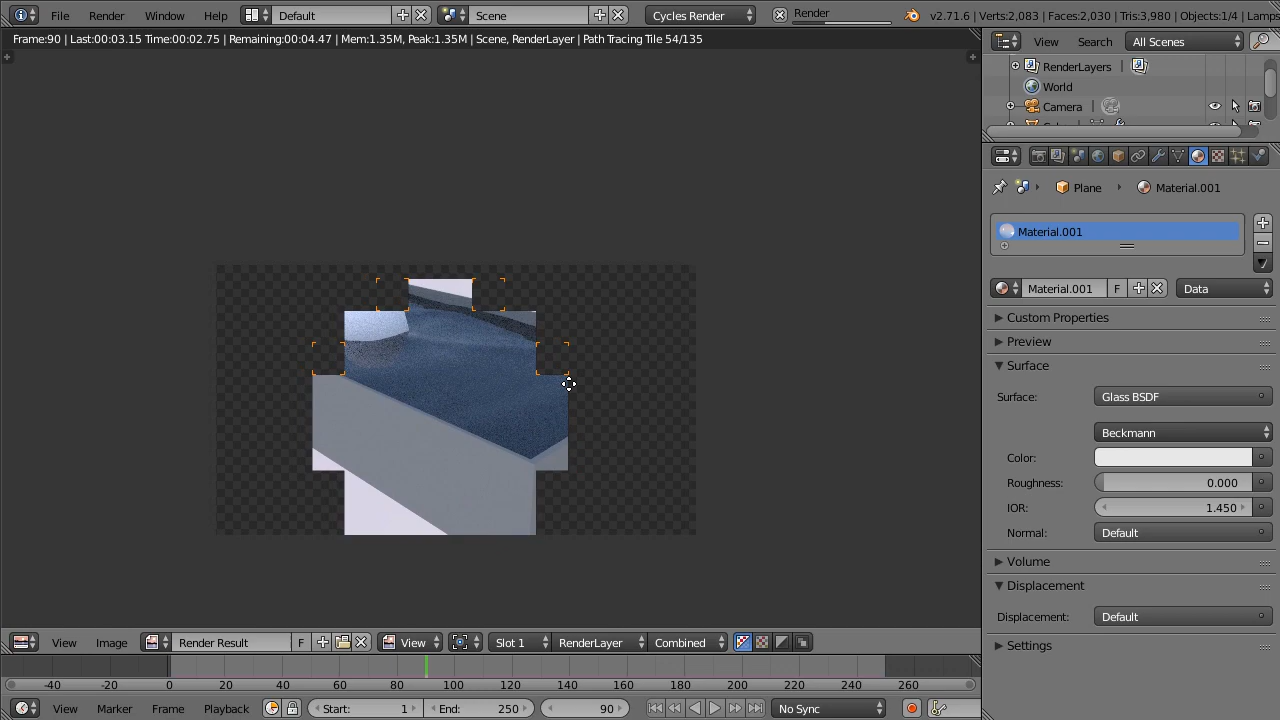 File Render Window Help Default Scene Cycles Render Render v2.71.6 | Verts:2,083 | Faces:2,030 | Tris:3,980 | Objects:1/4 | Lamps
Frame:90 | Last:00:03.15 Time:00:02.75 | Remaining:00:04.47 | Mem:1.35M, Peak:1.35M | Scene, RenderLayer | Path Tracing Tile 54/135
View Search All Scenes
RenderLayers |
World
Camera |
Plane Material.001
Material.001
Material.001 F Data
Custom Properties
Preview
Surface
Surface: Glass BSDF
Beckmann
Color:
Roughness: 0.000
IOR: 1.450
Normal: Default
Volume
Displacement
Displacement: Default
Settings
View Image Render Result F View Slot 1 RenderLayer Combined
-40 -20 0 20 40 60 80 100 120 140 160 180 200 220 240 260
View Marker Frame Playback Start: 1 End: 250 90 No Sync